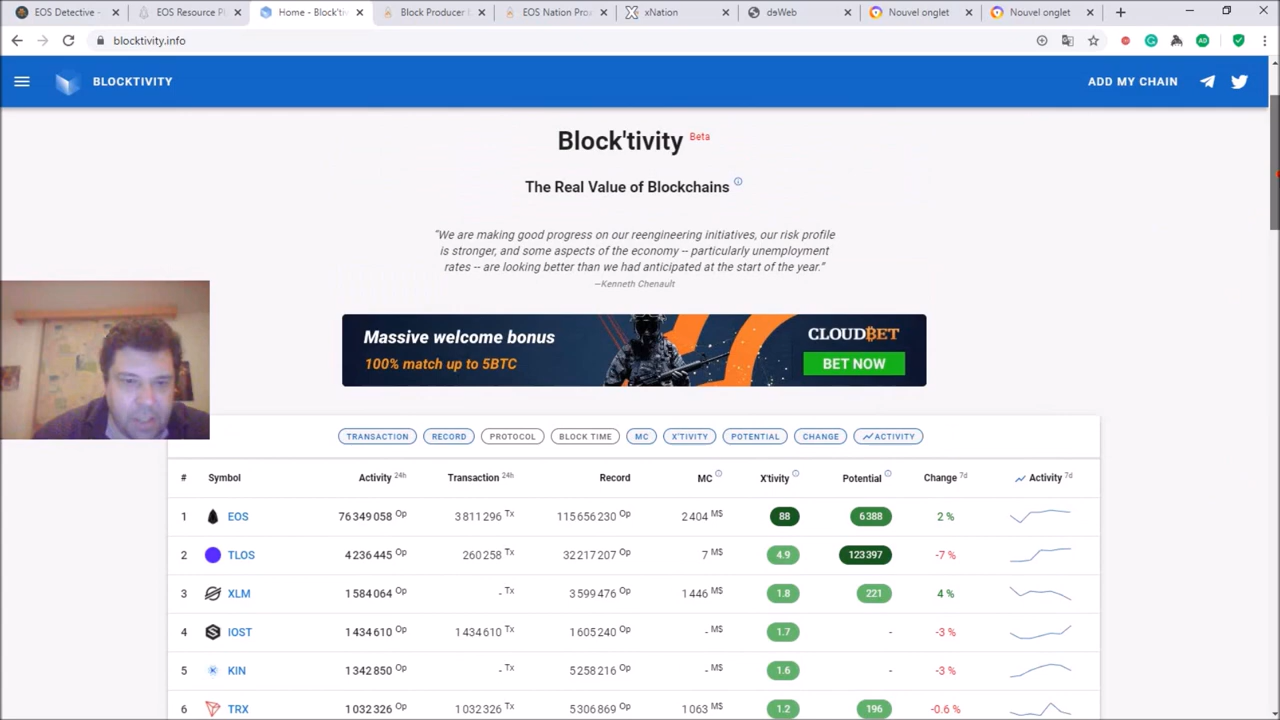 EOS Detective -
EOS Resource Pl
Home - Block'tiv
Block Producer
EOS Nation Pro
xNation
dəWeb
Nouvel onglet
Nouvel onglet
blocktivity.info
BLOCKTIVITY
ADD MY CHAIN
Block'tivity Beta
The Real Value of Blockchains
"We are making good progress on our reengineering initiatives, our risk profile
is stronger, and some aspects of the economy -- particularly unemployment
rates -- are looking better than we had anticipated at the start of the year."
—Kenneth Chenault
Massive welcome bonus
100% match up to 5BTC
CLOUDBET
BET NOW
TRANSACTION RECORD PROTOCOL BLOCK TIME MC X'TIVITY POTENTIAL CHANGE ACTIVITY
# Symbol Activity 24h Transaction 24h Record MC X'tivity Potential Change 7d Activity 7d
1 EOS 76 349 058 Op 3 811 296 Tx 115 656 230 Op 2 404 M$ 88 6388 2 %
2 TLOS 4 236 445 Op 260 258 Tx 32 217 207 Op 7 M$ 4.9 123397 -7 %
3 XLM 1 584 064 Op - Tx 3 599 476 Op 1 446 M$ 1.8 221 4 %
4 IOST 1 434 610 Op 1 434 610 Tx 1 605 240 Op - M$ 1.7 - -3 %
5 KIN 1 342 850 Op - Tx 5 258 216 Op - M$ 1.6 - -3 %
6 TRX 1 032 326 Op 1 032 326 Tx 5 306 869 Op 1 063 M$ 1.2 196 -0.6 %